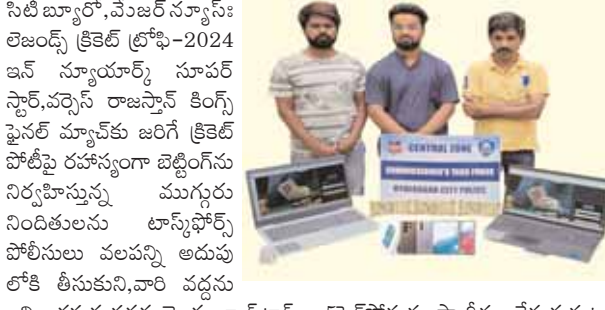 సిటీ బ్యూరో,మేజర్ న్యూస్ః
లెజెండ్స్ క్రికెట్ ట్రోఫి-2024
ఇన్ న్యూయార్క్ సూపర్
స్టార్,వర్సెస్ రాజస్తాన్ కింగ్స్
ఫైనల్ మ్యాచ్‌కు జరిగే క్రికెట్
పోటీపై రహస్యంగా బెట్టింగ్‌ను
నిర్వహిస్తున్న ముగ్గురు
నిందితులను టాస్క్‌ఫోర్స్
పోలీసులు వలపన్ని అదుపు
లోకి తీసుకుని,వారి వద్దను
CENTRAL ZONE
COMMISSIONER'S TASK FORCE
HYDERABAD CITY POLICE